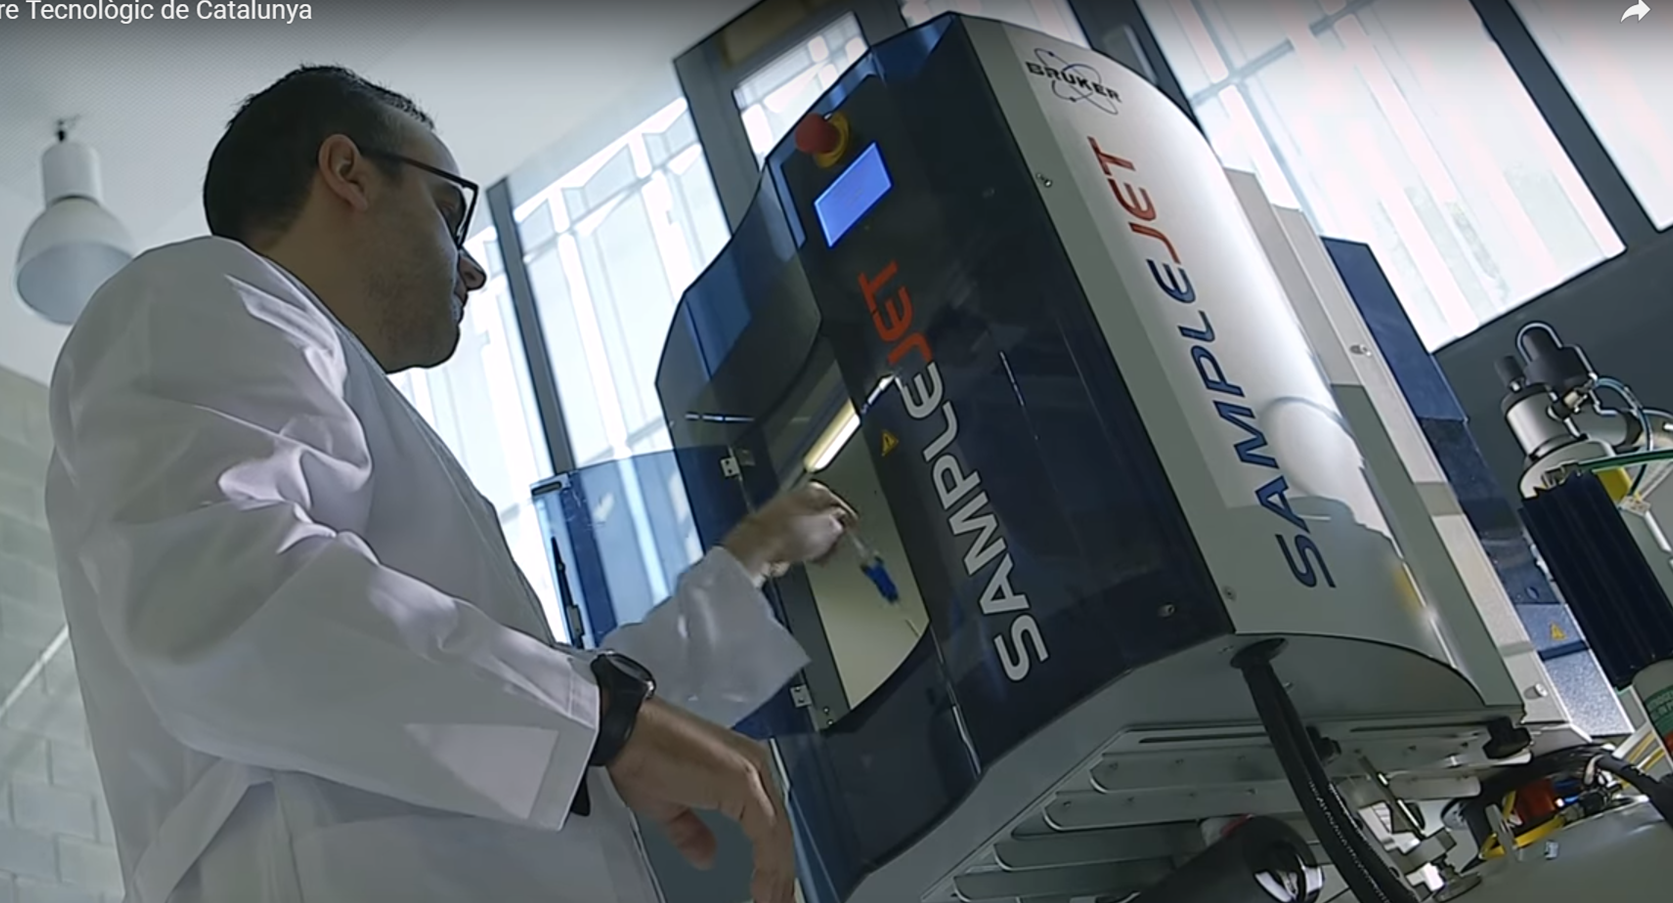 re Tecnològic de Catalunya
BRUKER
SAMPLEJET
SAMPLEJET